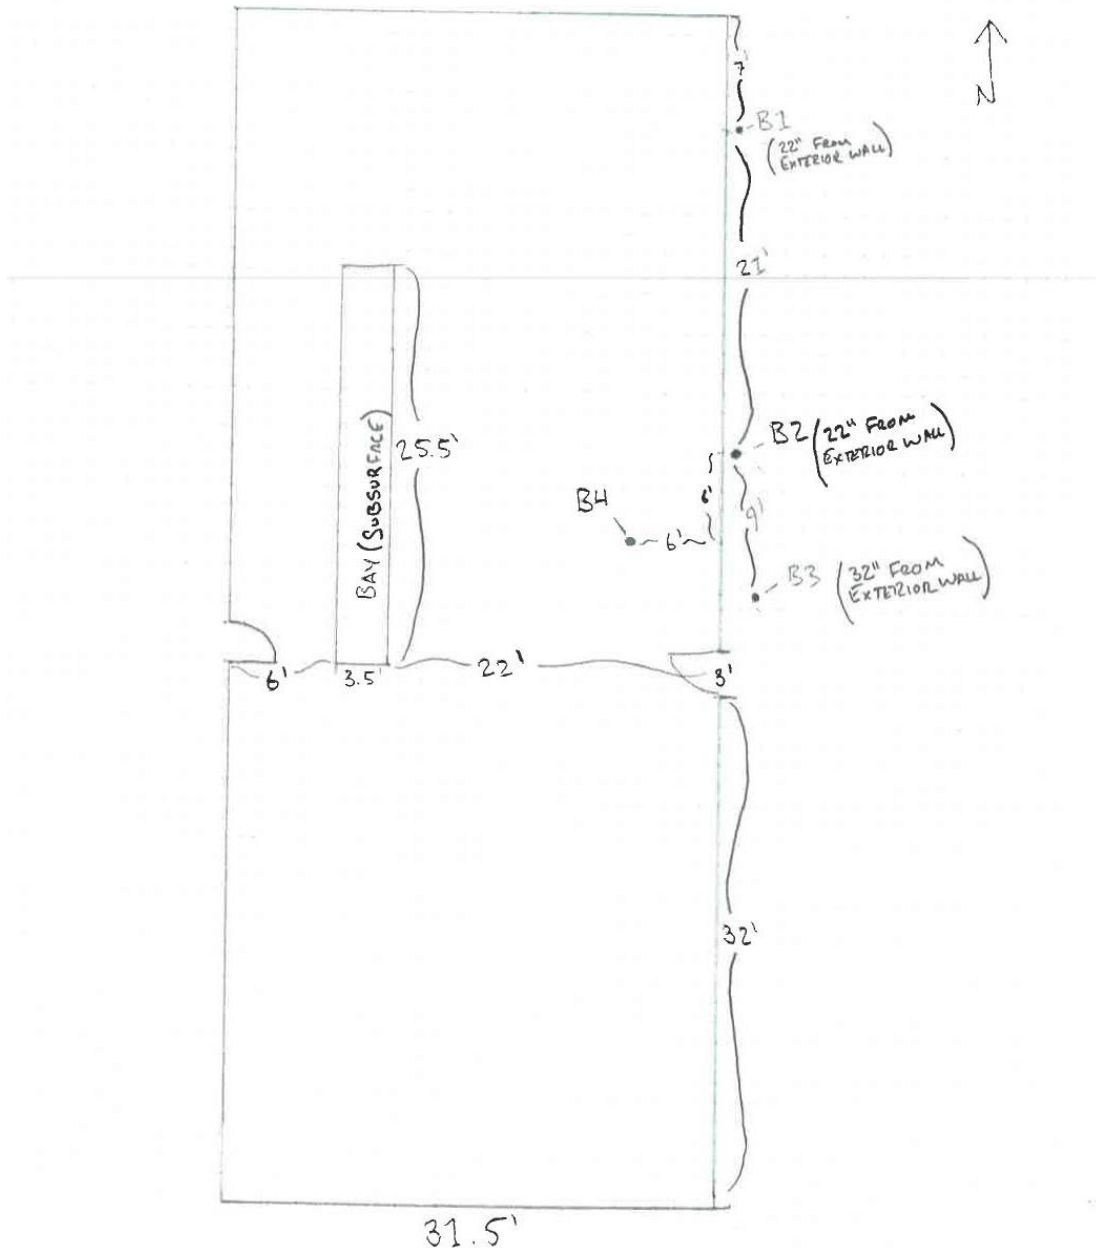 7'
B1
(22" FROM
EXTERIOR WALL)
N
21'
BAY (SUBSURFACE)
25.5'
B2 (22" FROM
EXTERIOR WALL)
6'
9'
B4
6'
B3 (32" FROM
EXTERIOR WALL)
6'
3.5'
22'
3'
32'
31.5'